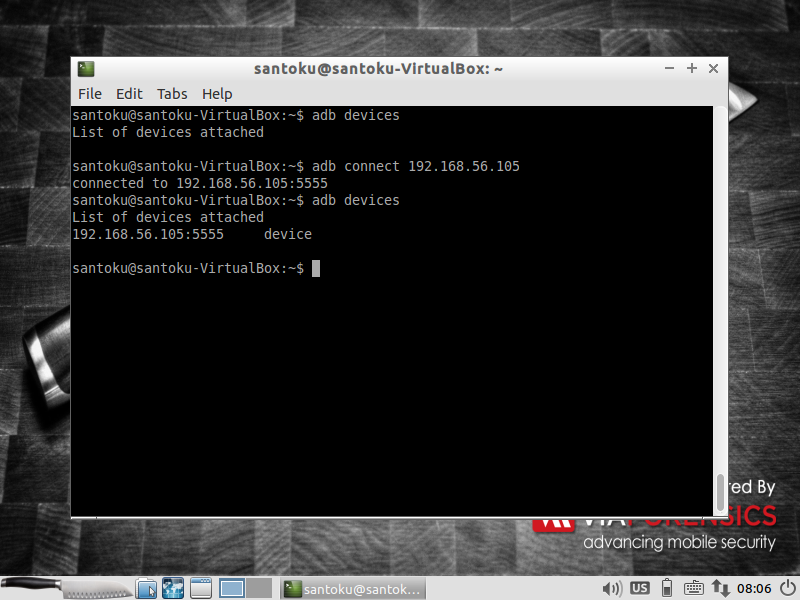 santoku@santoku-VirtualBox: ~
File Edit Tabs Help
santoku@santoku-VirtualBox:~$ adb devices
List of devices attached
santoku@santoku-VirtualBox:~$ adb connect 192.168.56.105
connected to 192.168.56.105:5555
santoku@santoku-VirtualBox:~$ adb devices
List of devices attached
192.168.56.105:5555 device
santoku@santoku-VirtualBox:~$
red By
VIAFORENSICS
advancing mobile security
santoku@santok... US 08:06